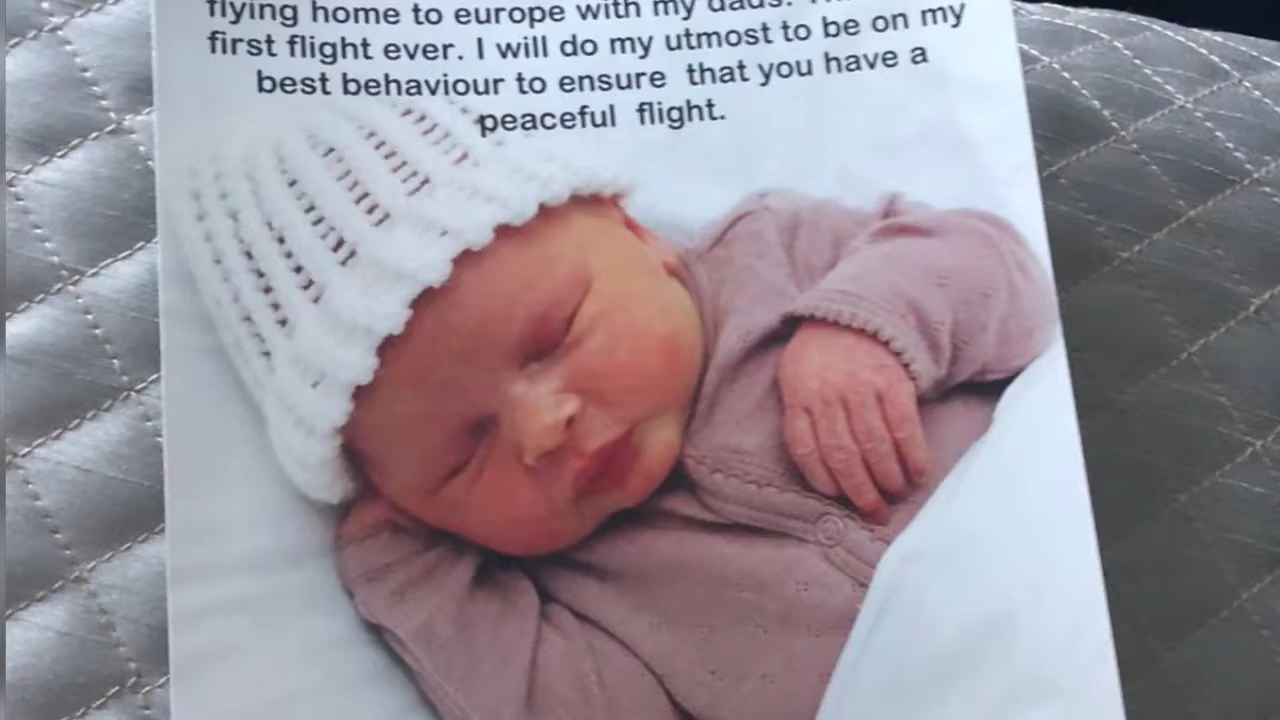 flying home to europe with my dads.
first flight ever. I will do my utmost to be on my
best behaviour to ensure that you have a
peaceful flight.